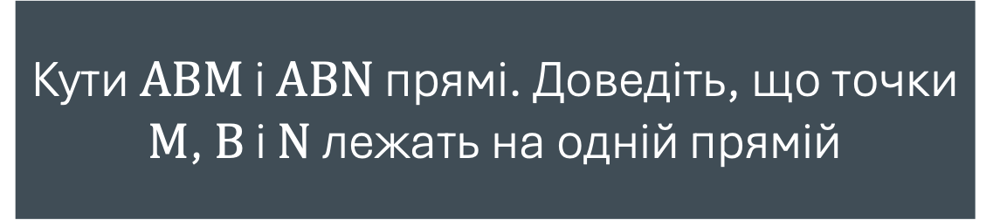 Кути ABM і ABN прямі. Доведіть, що точки
M, B і N лежать на одній прямій